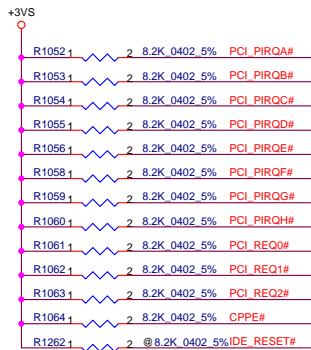 +3VS
R1052 1 2 8.2K_0402_5% PCI_PIRQA#
R1053 1 2 8.2K_0402_5% PCI_PIRQB#
R1054 1 2 8.2K_0402_5% PCI_PIRQC#
R1055 1 2 8.2K_0402_5% PCI_PIRQD#
R1056 1 2 8.2K_0402_5% PCI_PIRQE#
R1058 1 2 8.2K_0402_5% PCI_PIRQF#
R1059 1 2 8.2K_0402_5% PCI_PIRQG#
R1060 1 2 8.2K_0402_5% PCI_PIRQH#
R1061 1 2 8.2K_0402_5% PCI_REQ0#
R1062 1 2 8.2K_0402_5% PCI_REQ1#
R1063 1 2 8.2K_0402_5% PCI_REQ2#
R1064 1 2 8.2K_0402_5% CPPE#
R1262 1 2 @8.2K_0402_5% IDE_RESET#